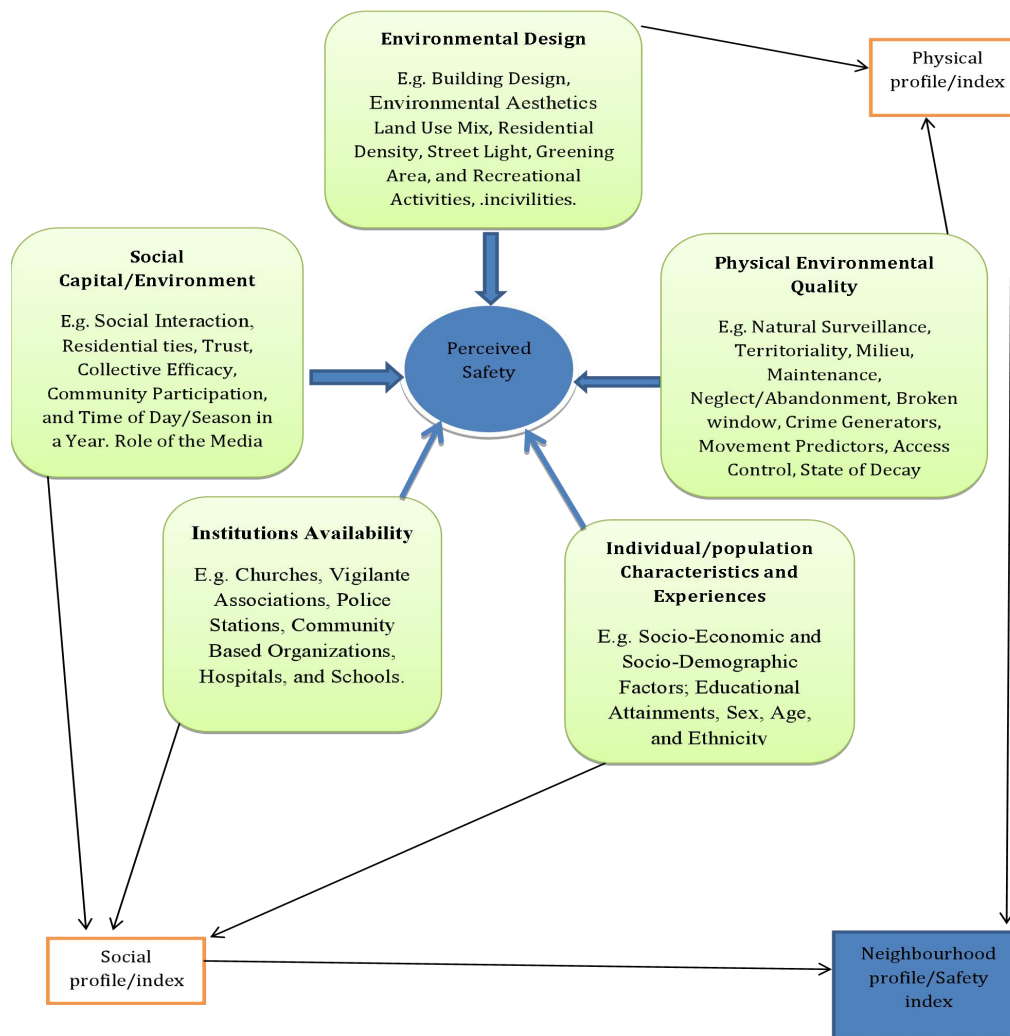 Environmental Design
E.g. Building Design,
Environmental Aesthetics
Land Use Mix, Residential
Density, Street Light, Greening
Area, and Recreational
Activities, .incivilities.
Physical
profile/index
Social
Capital/Environment
E.g. Social Interaction,
Residential ties, Trust,
Collective Efficacy,
Community Participation,
and Time of Day/Season in
a Year. Role of the Media
Perceived
Safety
Physical Environmental
Quality
E.g. Natural Surveillance,
Territoriality, Milieu,
Maintenance,
Neglect/Abandonment, Broken
window, Crime Generators,
Movement Predictors, Access
Control, State of Decay
Institutions Availability
E.g. Churches, Vigilante
Associations, Police
Stations, Community
Based Organizations,
Hospitals, and Schools.
Individual/population
Characteristics and
Experiences
E.g. Socio-Economic and
Socio-Demographic
Factors; Educational
Attainments, Sex, Age,
and Ethnicity
Social
profile/index
Neighbourhood
profile/Safety
index